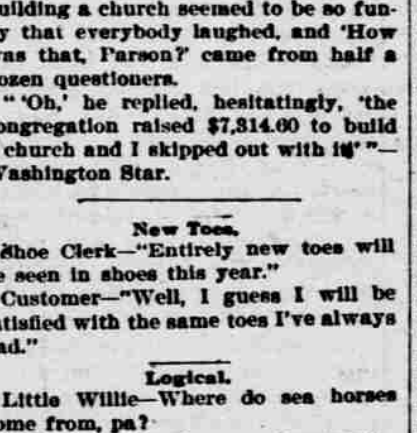 uilding a church seemed to be so fun-
y that everybody laughed, and 'How
as that, Parson?' came from half a
ozen questioners.
" 'Oh,' he replied, hesitatingly, 'the
ongregation raised $7,314.60 to build
church and I skipped out with it' "—
Washington Star.
New Toes.
Shoe Clerk—"Entirely new toes will
e seen in shoes this year."
Customer—"Well, I guess I will be
atisfied with the same toes I've always
ad."
Logical.
Little Willie—Where do sea horses
ome from, pa?